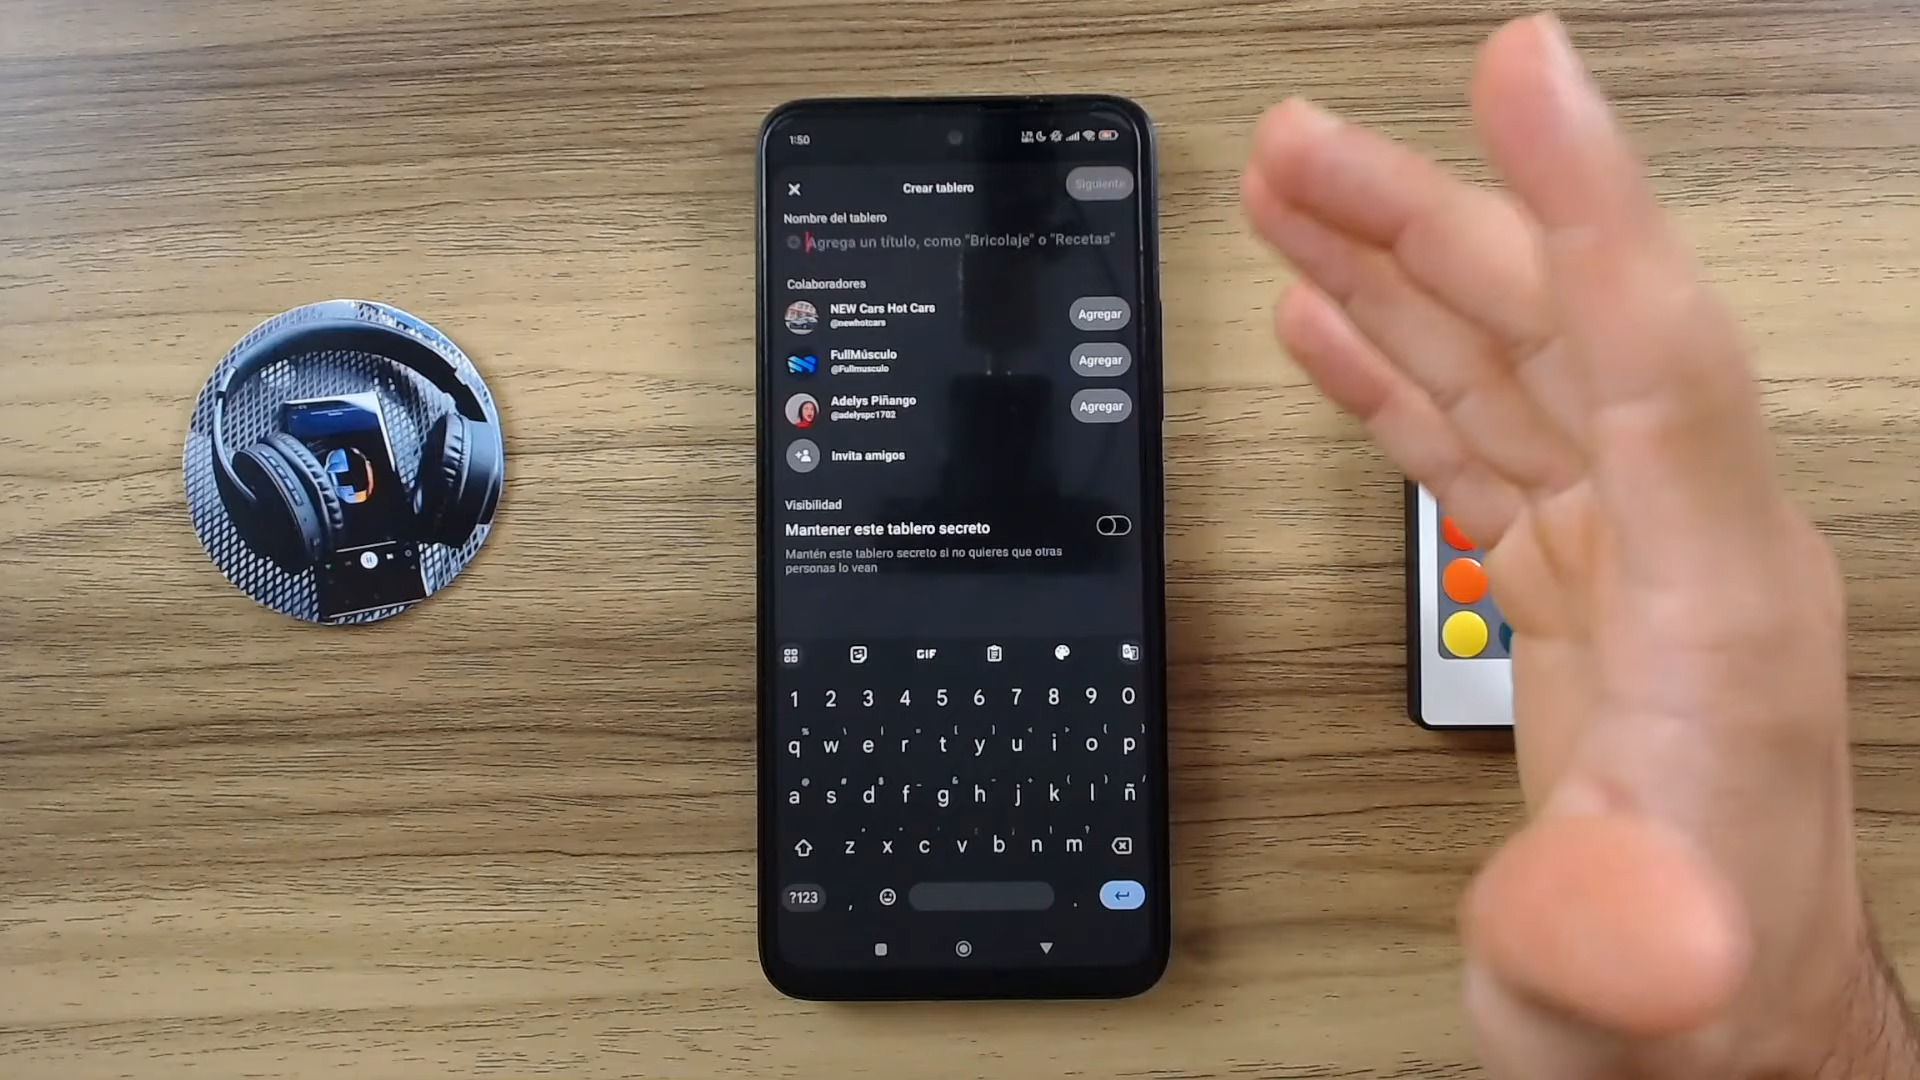 1:50
Crear tablero
Siguiente
Nombre del tablero
Agrega un título, como "Bricolaje" o "Recetas"
Colaboradores
NEW Cars Hot Cars
@newhotcars
Agregar
FullMúsculo
@Fullmusculo
Agregar
Adelys Piñango
@adelyspc1702
Agregar
Invita amigos
Visibilidad
Mantener este tablero secreto
Mantén este tablero secreto si no quieres que otras
personas lo vean
GIF
1 2 3 4 5 6 7 8 9 0
q w e r t y u i o p
a s d f g h j k l ñ
z x c v b n m
?123 , .